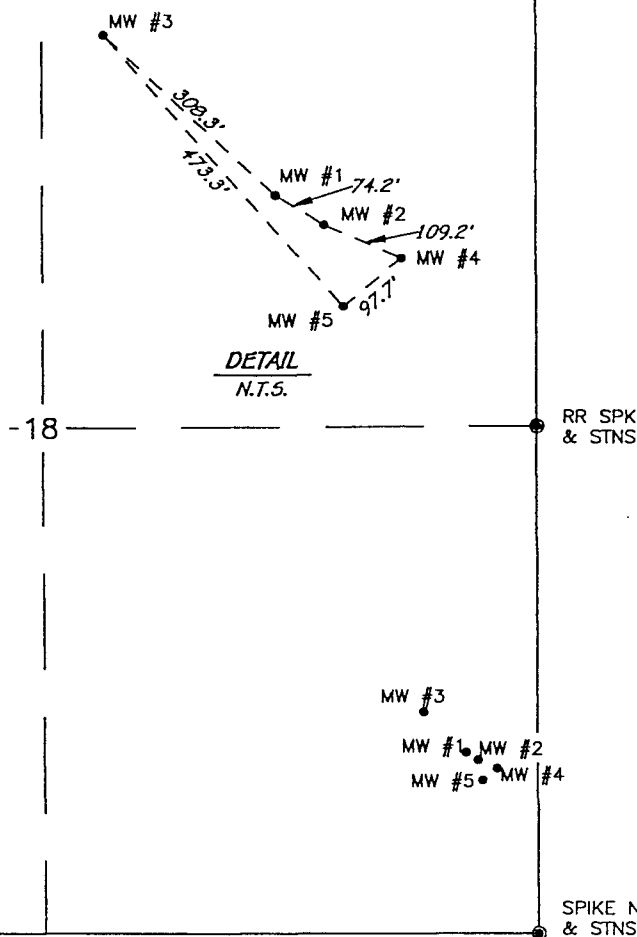 MW #3
308.3'
473.3'
MW #1
74.2'
MW #2
109.2'
MW #4
MW #5
97.7'
DETAIL
N.T.S.
-18
RR SPK
& STNS
MW #3
MW #1
MW #2
MW #5
MW #4
SPIKE N
& STNS